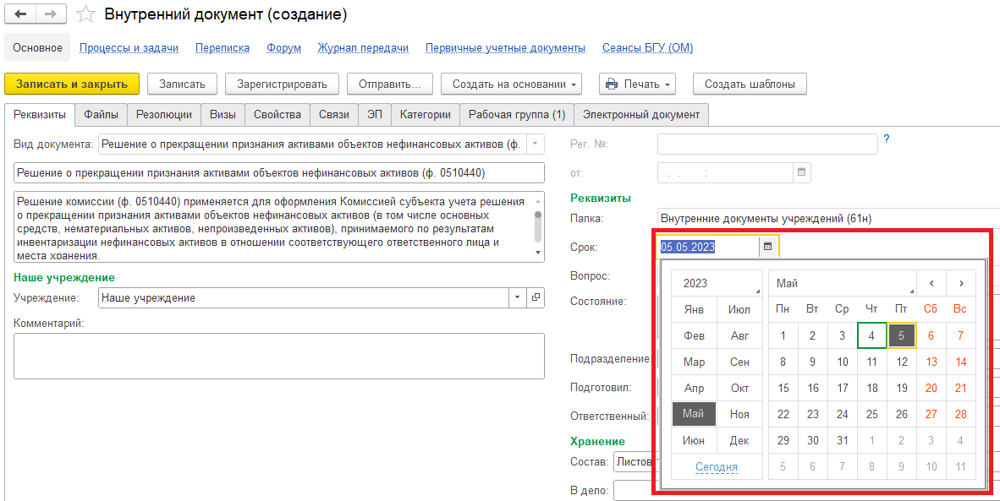 Внутренний документ (создание)
Основное Процессы и задачи Переписка Форум Журнал передачи Первичные учетные документы Сеансы БГУ (ОМ)
Записать и закрыть Записать Зарегистрировать Отправить... Создать на основании Печать Создать шаблоны
Реквизиты Файлы Резолюции Визы Свойства Связи ЭП Категории Рабочая группа (1) Электронный документ
Вид документа: Решение о прекращении признания активами объектов нефинансовых активов (ф.
Решение о прекращении признания активами объектов нефинансовых активов (ф. 0510440)
Решение комиссии (ф. 0510440) применяется для оформления Комиссией субъекта учета решения
о прекращении признания активами объектов нефинансовых активов (в том числе основных
средств, нематериальных активов, непроизведенных активов), принимаемого по результатам
инвентаризации нефинансовых активов в отношении соответствующего ответственного лица и
места хранения.
Наше учреждение
Учреждение: Наше учреждение
Комментарий:
Рег. №: ?
от: . . :
Реквизиты
Папка: Внутренние документы учреждений (61н)
Срок: 05.05.2023
Вопрос:
Состояние:
Подразделение:
Подготовил:
Ответственный:
Хранение
Состав: Листов
В дело:
2023
Янв Июл
Фев Авг
Мар Сен
Апр Окт
Май Ноя
Июн Дек
Сегодня
Май < >
Пн Вт Ср Чт Пт Сб Вс
1 2 3 4 5 6 7
8 9 10 11 12 13 14
15 16 17 18 19 20 21
22 23 24 25 26 27 28
29 30 31 1 2 3 4
5 6 7 8 9 10 11